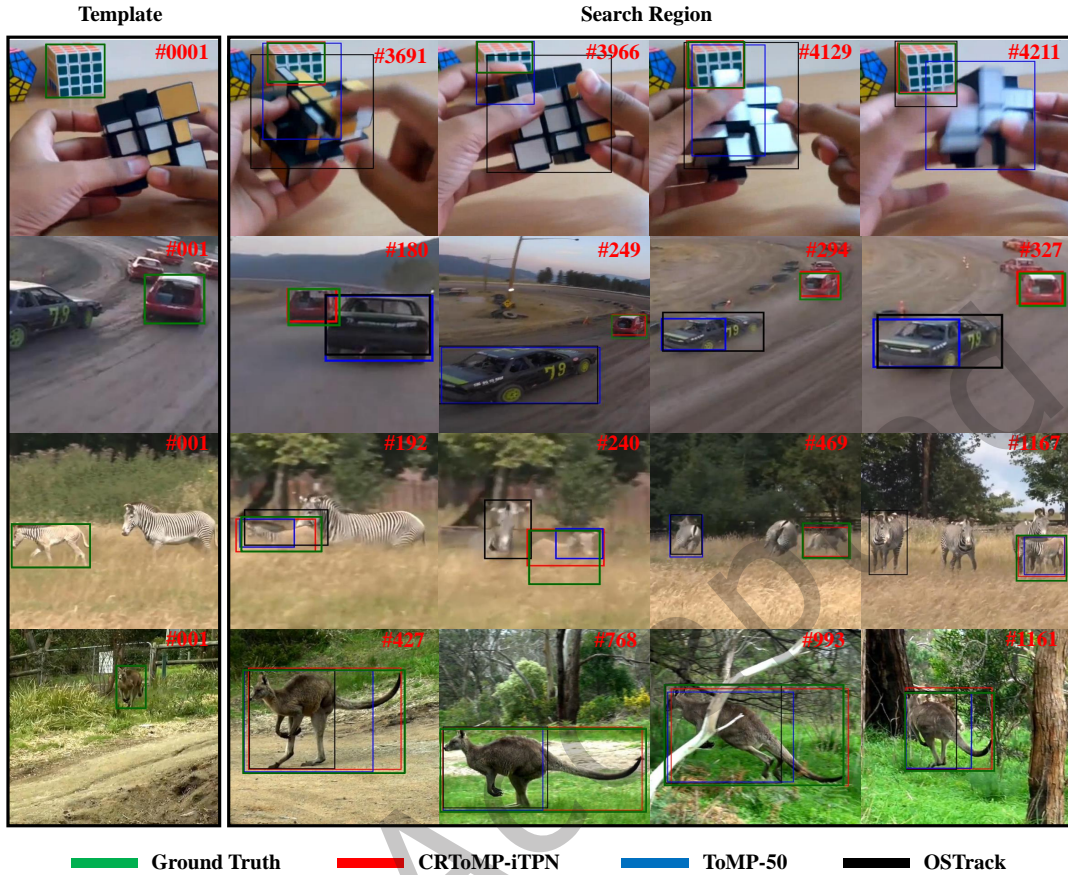 Template Search Region
#0001 #3691 #3966 #4129 #4211
#001 #180 #249 #294 #327
#001 #192 #240 #469 #1167
#001 #427 #768 #993 #1161
Ground Truth CRToMP-iTPN ToMP-50 OSTrack